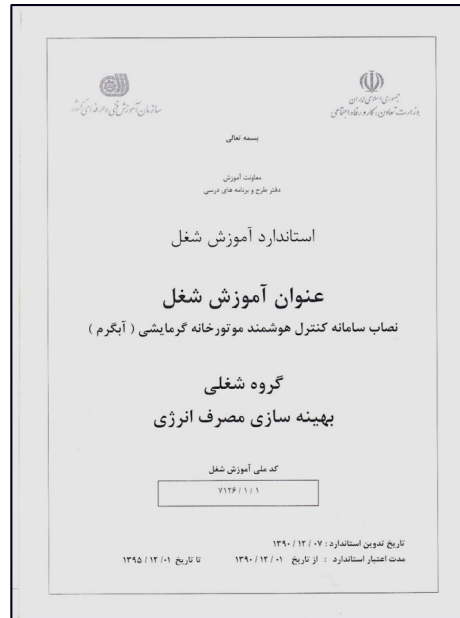 جمهوری اسلامی ایران
وزارت تعاون، کار و رفاه اجتماعی
سازمان آموزش فنی و حرفه ای کشور
بسمه تعالی
معاونت آموزش
دفتر طرح و برنامه های درسی
استاندارد آموزش شغل
عنوان آموزش شغل
نصاب سامانه کنترل هوشمند موتورخانه گرمایشی ( آبگرم )
گروه شغلی
بهینه سازی مصرف انرژی
کد ملی آموزش شغل
۷۱۲۶ / ۱ / ۱
تاریخ تدوین استاندارد : ۰۷ / ۱۲ / ۱۳۹۰
مدت اعتبار استاندارد : از تاریخ ۰۱ / ۱۲ / ۱۳۹۰ تا تاریخ ۰۱/ ۱۲ / ۱۳۹۵